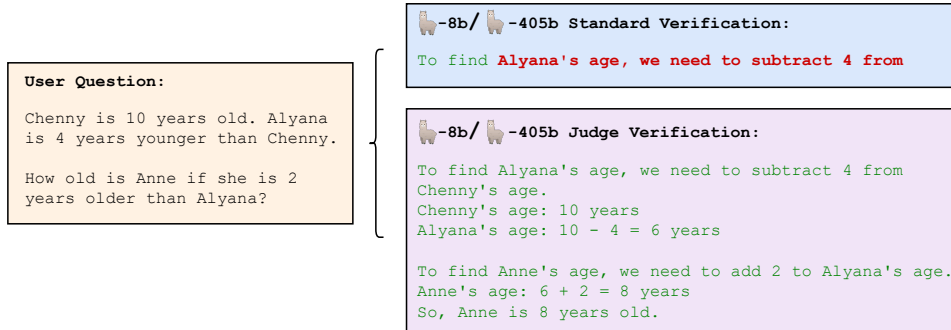 User Question:
Chenny is 10 years old. Alyana
is 4 years younger than Chenny.
How old is Anne if she is 2
years older than Alyana?
-8b/ -405b Standard Verification:
To find Alyana's age, we need to subtract 4 from
-8b/ -405b Judge Verification:
To find Alyana's age, we need to subtract 4 from
Chenny's age.
Chenny's age: 10 years
Alyana's age: 10 - 4 = 6 years
To find Anne's age, we need to add 2 to Alyana's age.
Anne's age: 6 + 2 = 8 years
So, Anne is 8 years old.